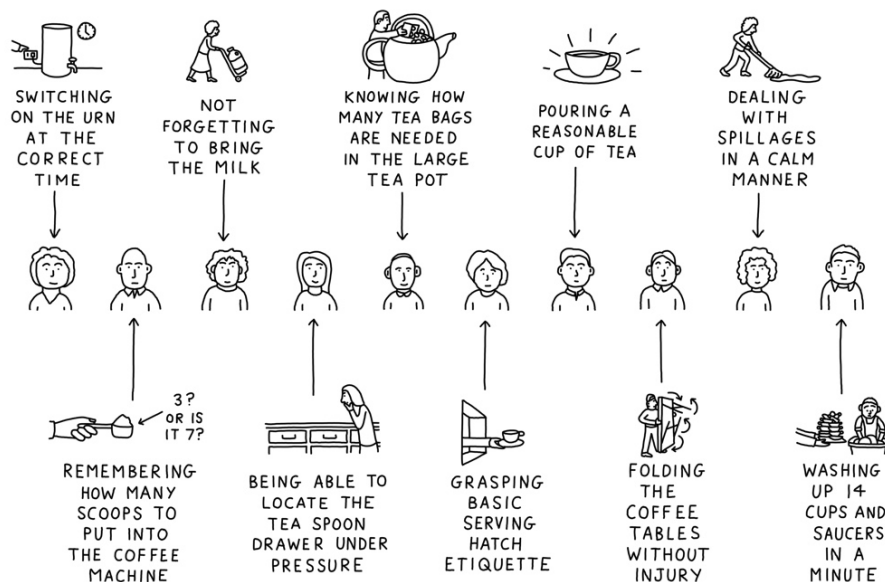 SWITCHING
ON THE URN
AT THE
CORRECT
TIME
NOT
FORGETTING
TO BRING
THE MILK
KNOWING HOW
MANY TEA BAGS
ARE NEEDED
IN THE LARGE
TEA POT
POURING A
REASONABLE
CUP OF TEA
DEALING
WITH
SPILLAGES
IN A CALM
MANNER
3?
OR IS
IT 7?
REMEMBERING
HOW MANY
SCOOPS TO
PUT INTO
THE COFFEE
MACHINE
BEING ABLE TO
LOCATE THE
TEA SPOON
DRAWER UNDER
PRESSURE
GRASPING
BASIC
SERVING
HATCH
ETIQUETTE
FOLDING
THE
COFFEE
TABLES
WITHOUT
INJURY
WASHING
UP 14
CUPS AND
SAUCERS
IN A
MINUTE